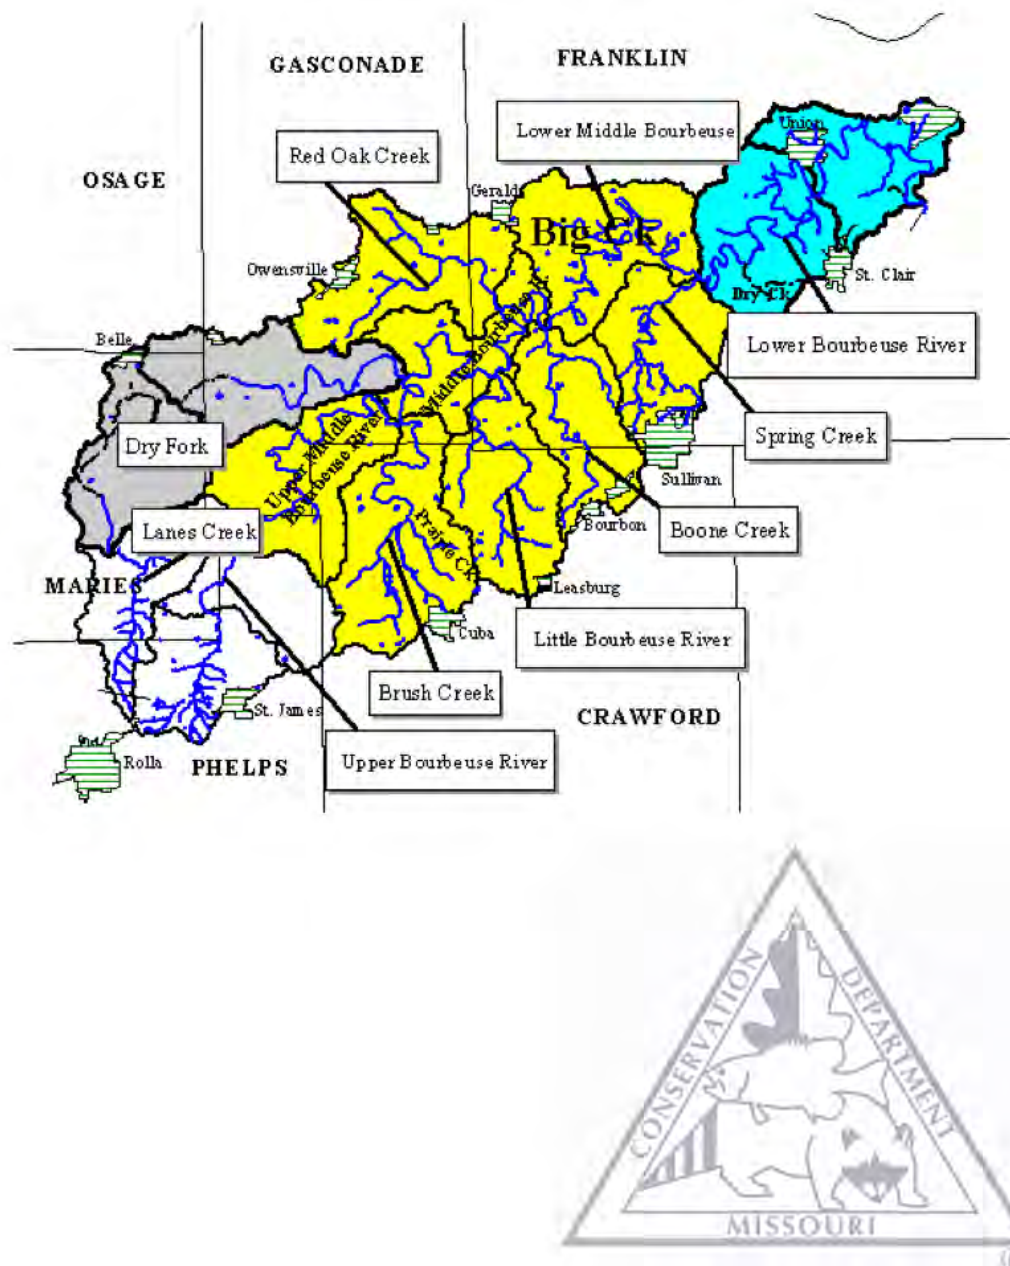 GASCONADE
FRANKLIN
OSAGE
Lower Middle Bourbeuse
Red Oak Creek
Union
Gerald
Big Ck
Owensville
St. Clair
Dry Ck
Belle
Lower Bourbeuse River
Middle Bourbeuse R.
Dry Fork
Upper Middle
Bourbeuse River
Spring Creek
Sullivan
Lanes Creek
Prairie Ck
Bourbon
Boone Creek
MARIES
Leasburg
Cuba
Little Bourbeuse River
Brush Creek
St. James
CRAWFORD
Rolla
PHELPS
Upper Bourbeuse River
CONSERVATION
DEPARTMENT
MISSOURI